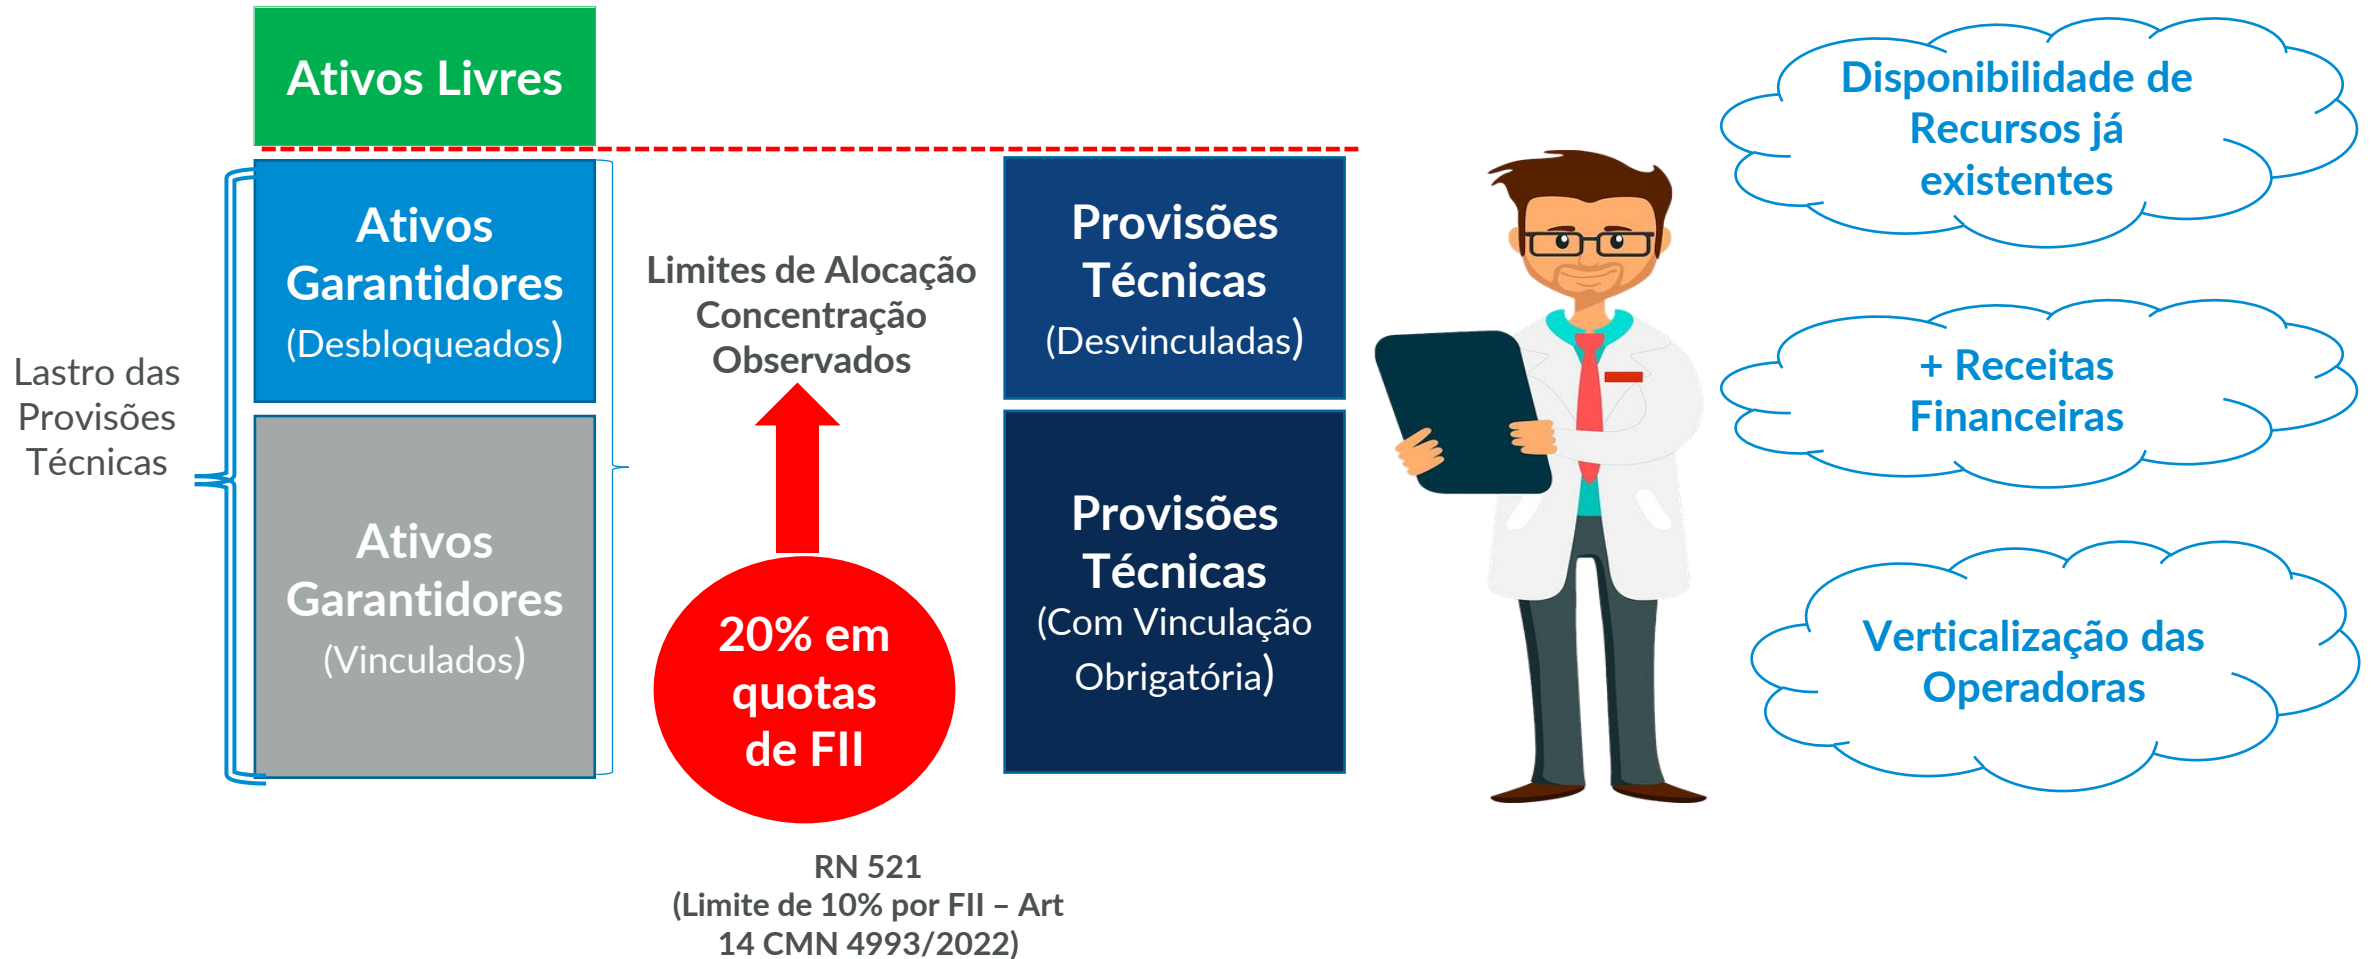 Ativos Livres
Lastro das
Provisões
Técnicas
Ativos
Garantidores
(Desbloqueados)
Ativos
Garantidores
(Vinculados)
Limites de Alocação
Concentração
Observados
20% em
quotas
de FII
RN 521
(Limite de 10% por FII – Art
14 CMN 4993/2022)
Provisões
Técnicas
(Desvinculadas)
Provisões
Técnicas
(Com Vinculação
Obrigatória)
Disponibilidade de
Recursos já
existentes
+ Receitas
Financeiras
Verticalização das
Operadoras